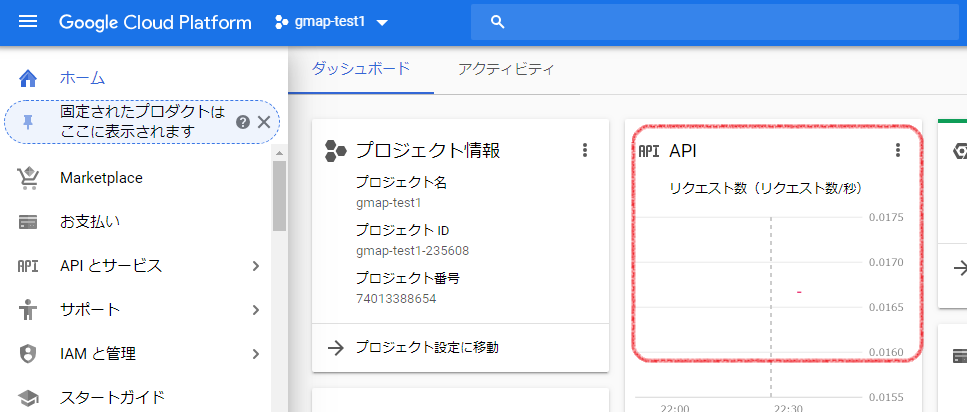 Google Cloud Platform
gmap-test1
ホーム
固定されたプロダクトは
ここに表示されます
Marketplace
お支払い
API API とサービス
サポート
IAM と管理
スタートガイド
ダッシュボード
アクティビティ
プロジェクト情報
プロジェクト名
gmap-test1
プロジェクト ID
gmap-test1-235608
プロジェクト番号
74013388654
プロジェクト設定に移動
API API
リクエスト数（リクエスト数/秒）
0.0175
0.0170
0.0165
0.0160
0.0155
22:00
22:30